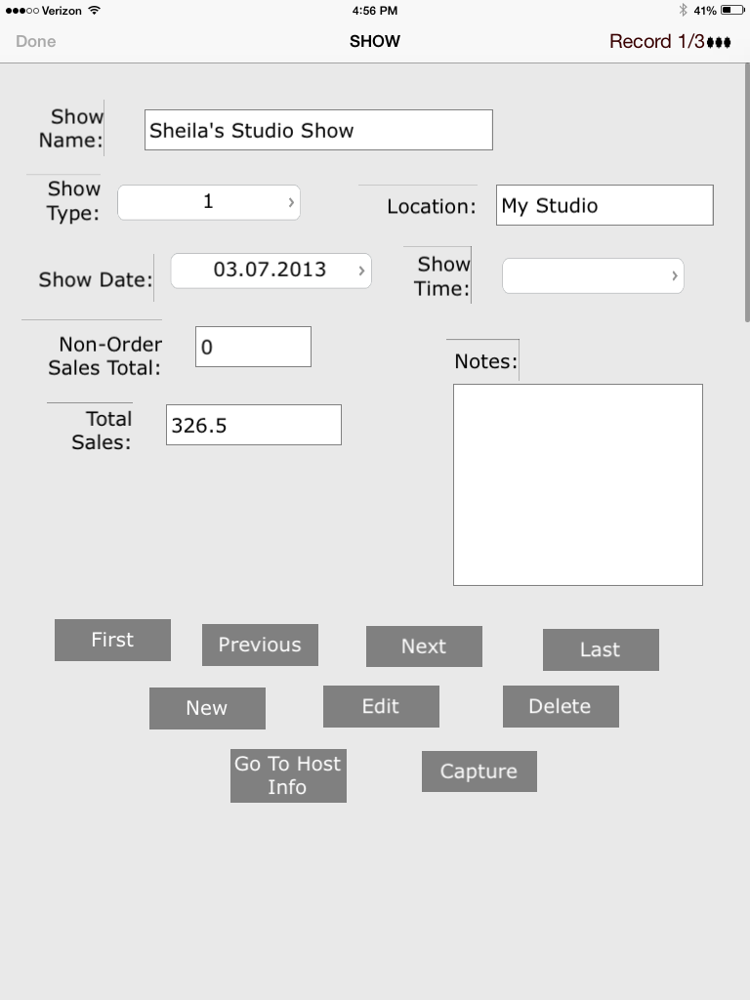 Verizon 4:56 PM 41%
Done SHOW Record 1/3
Show
Name:
Sheila's Studio Show
Show
Type:
1
Location:
My Studio
Show Date:
03.07.2013
Show
Time:
Non-Order
Sales Total:
0
Notes:
Total
Sales:
326.5
First
Previous
Next
Last
New
Edit
Delete
Go To Host
Info
Capture